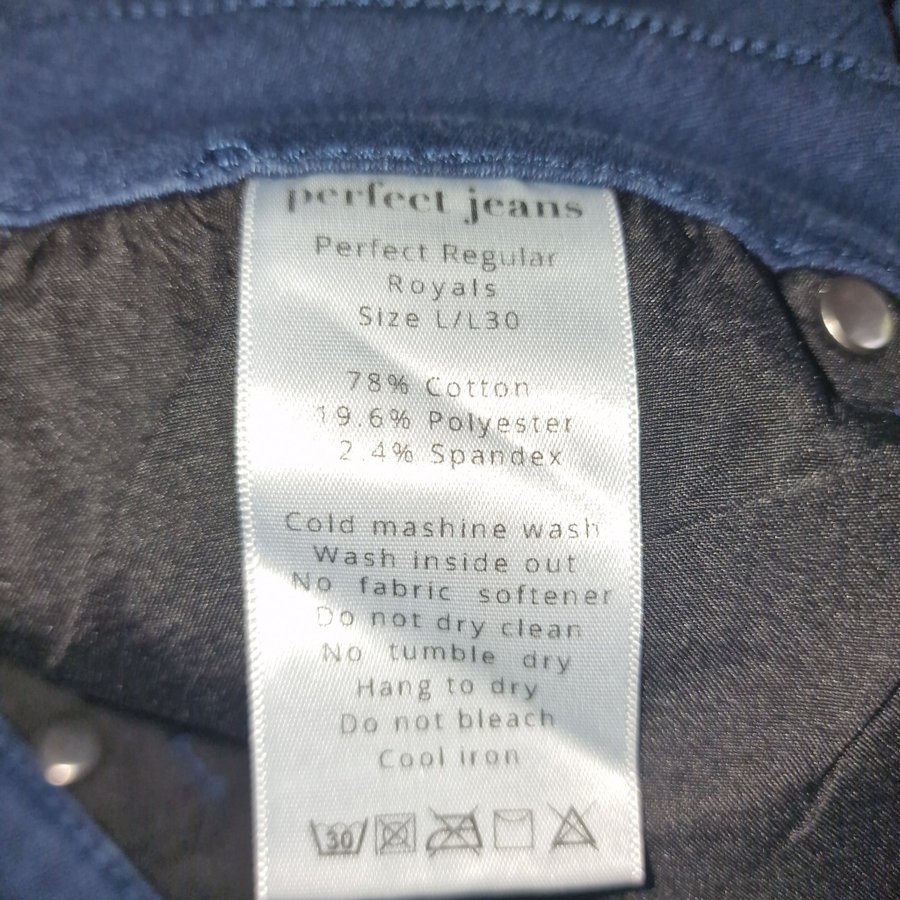 perfect jeans
Perfect Regular
Royals
Size L/L30
78% Cotton
19.6% Polyester
2.4% Spandex
Cold mashine wash
Wash inside out
No fabric softener
Do not dry clean
No tumble dry
Hang to dry
Do not bleach
Cool iron
30